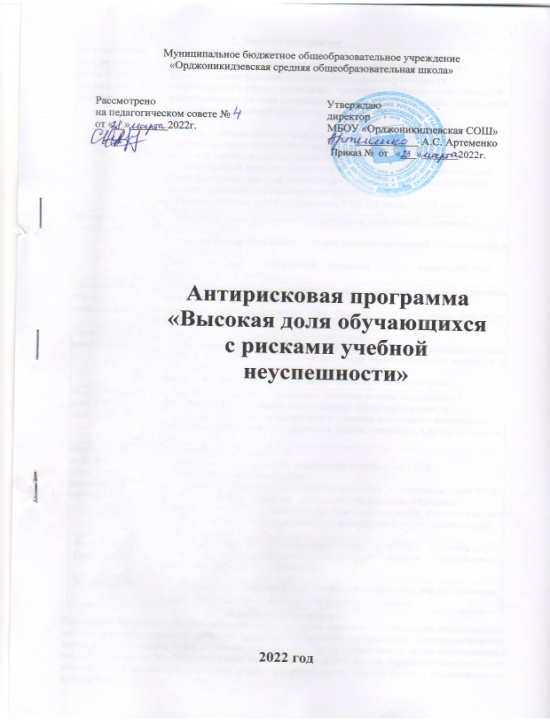 Муниципальное бюджетное общеобразовательное учреждение
«Орджоникидзевская средняя общеобразовательная школа»
Рассмотрено
на педагогическом совете № 4
от «21» марта 2022г.
Утверждаю
директор
МБОУ «Орджоникидзевская СОШ»
Артеменко А.С. Артеменко
Приказ № от «23» марта 2022г.
Антирисковая программа
«Высокая доля обучающихся
с рисками учебной
неуспешности»
2022 год